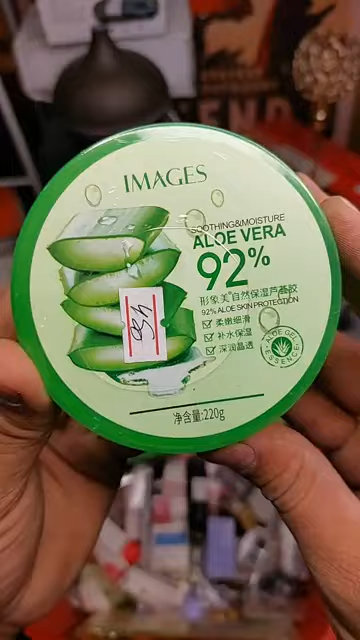 IMAGES
SOOTHING&MOISTURE
ALOE VERA
92%
形象美自然保湿芦荟胶
92% ALOE SKIN PROTECTION
柔嫩细滑
补水保湿
深润晶透
ALOE GEL
ESSENCE
净含量:220g